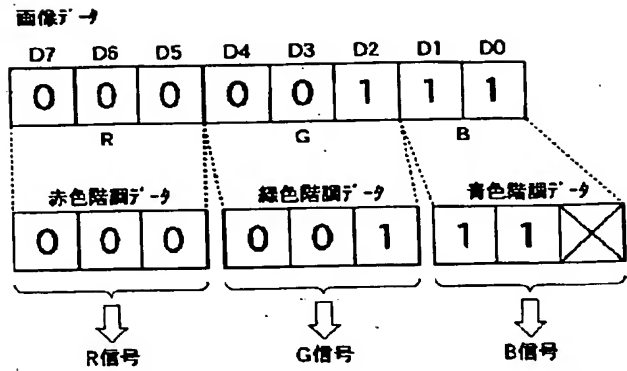 画像データ
D7 D6 D5 D4 D3 D2 D1 D0
0 0 0 0 0 1 1 1
R G B
赤色階調データ 緑色階調データ 青色階調データ
0 0 0 0 0 1 1 1
R信号 G信号 B信号